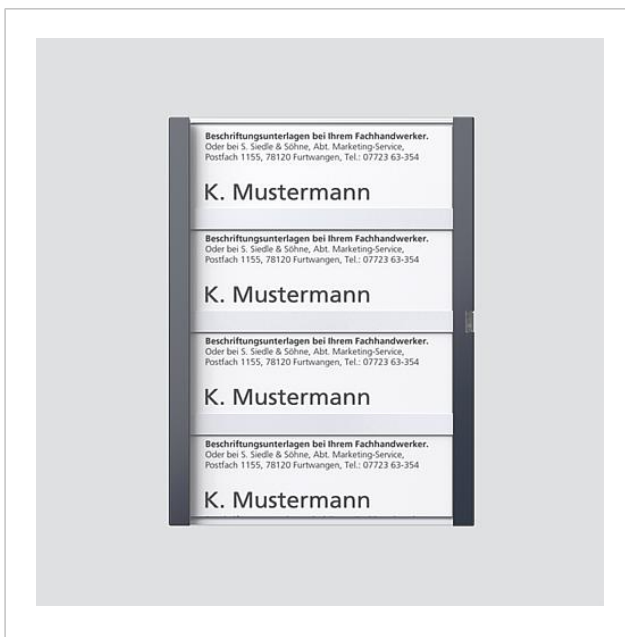 Beschriftungsunterlagen bei Ihrem Fachhandwerker.
Oder bei S. Siedle & Söhne, Abt. Marketing-Service,
Postfach 1155, 78120 Furtwangen, Tel.: 07723 63-354
K. Mustermann
Beschriftungsunterlagen bei Ihrem Fachhandwerker.
Oder bei S. Siedle & Söhne, Abt. Marketing-Service,
Postfach 1155, 78120 Furtwangen, Tel.: 07723 63-354
K. Mustermann
Beschriftungsunterlagen bei Ihrem Fachhandwerker.
Oder bei S. Siedle & Söhne, Abt. Marketing-Service,
Postfach 1155, 78120 Furtwangen, Tel.: 07723 63-354
K. Mustermann
Beschriftungsunterlagen bei Ihrem Fachhandwerker.
Oder bei S. Siedle & Söhne, Abt. Marketing-Service,
Postfach 1155, 78120 Furtwangen, Tel.: 07723 63-354
K. Mustermann